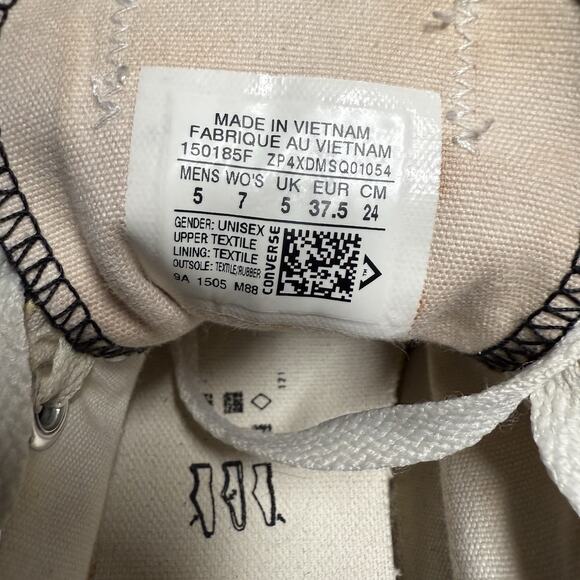 MADE IN VIETNAM
FABRIQUE AU VIETNAM
150185F ZP4XDMSQ01054
MENS WO'S UK EUR CM
5 7 5 37.5 24
GENDER: UNISEX
UPPER TEXTILE
LINING: TEXTILE
OUTSOLE: TEXTILE/RUBBER
9A 1505 M88
CONVERSE
121